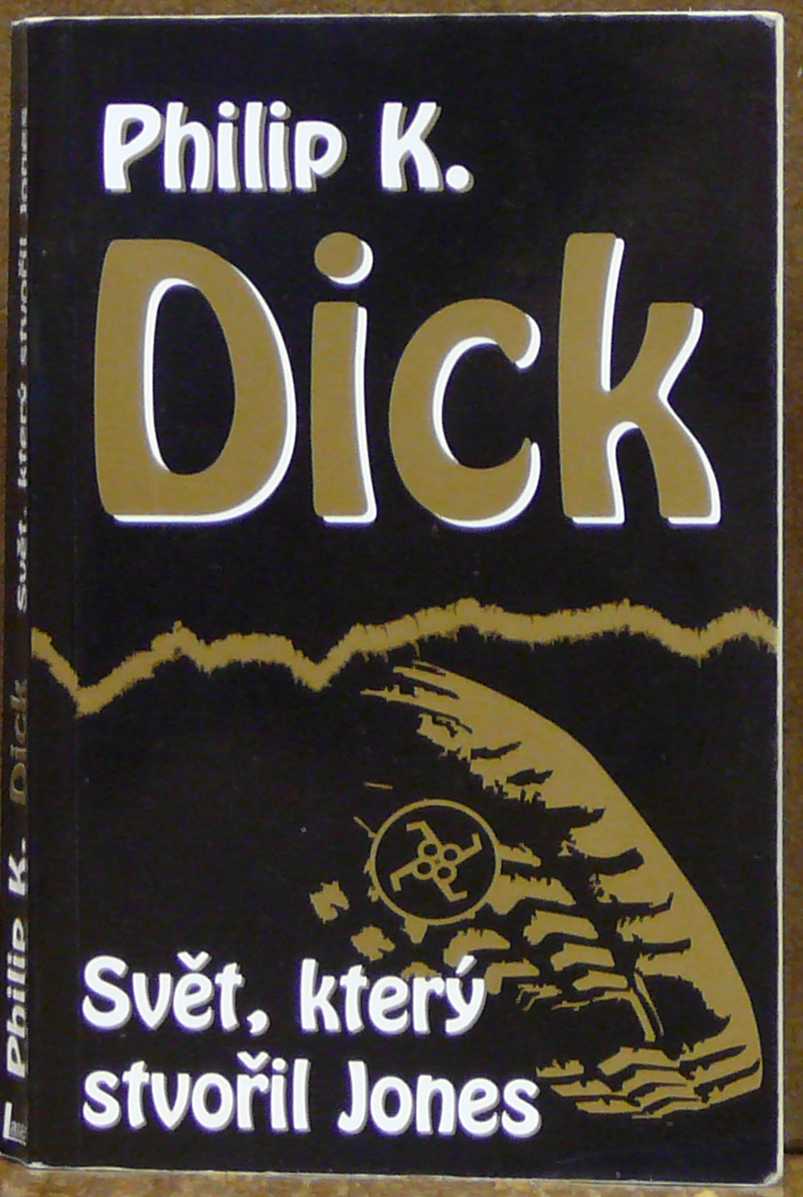 Philip K.
Dick
Svět, který
stvořil Jones
Philip K. Dick Svět, který stvořil Jones